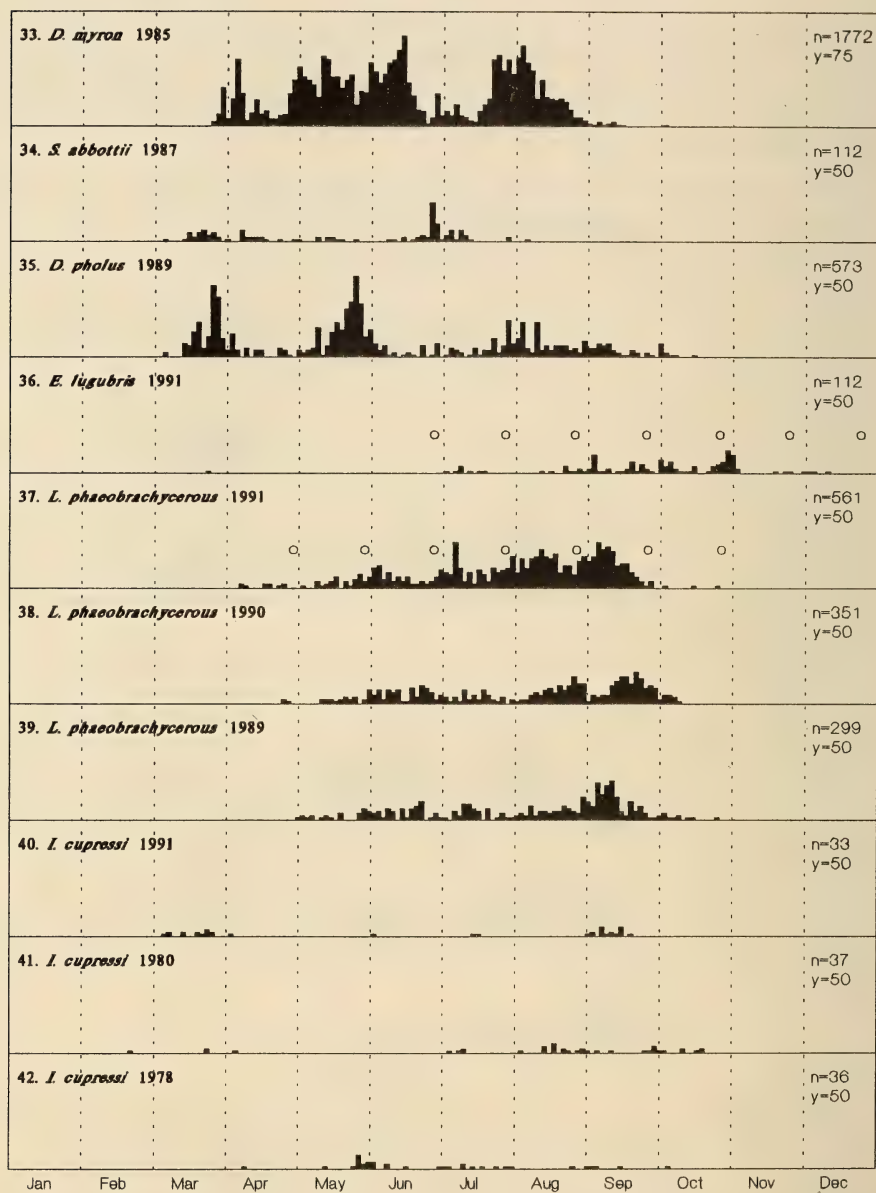 33. D. myron 1985
n=1772
y=75
34. S. abbottii 1987
n=112
y=50
35. D. pholus 1989
n=573
y=50
36. E. lugubris 1991
n=112
y=50
37. L. phaeobrachycerous 1991
n=561
y=50
38. L. phaeobrachycerous 1990
n=351
y=50
39. L. phaeobrachycerous 1989
n=299
y=50
40. I. cupressi 1991
n=33
y=50
41. I. cupressi 1980
n=37
y=50
42. I. cupressi 1978
n=36
y=50
Jan Feb Mar Apr May Jun Jul Aug Sep Oct Nov Dec